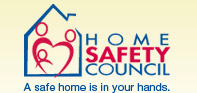 HOME
SAFETY
COUNCIL
A safe home is in your hands.